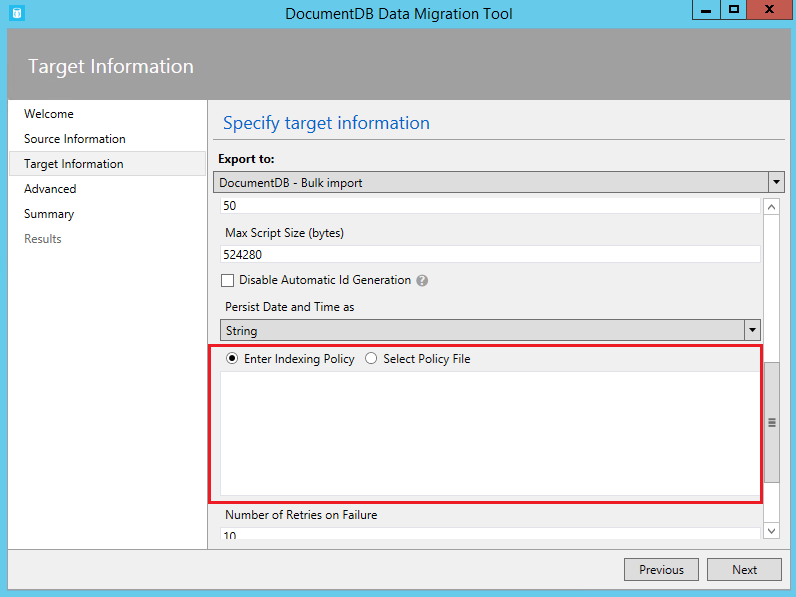 DocumentDB Data Migration Tool
Target Information
Welcome
Source Information
Target Information
Advanced
Summary
Results
Specify target information
Export to:
DocumentDB - Bulk import
50
Max Script Size (bytes)
524280
Disable Automatic Id Generation ?
Persist Date and Time as
String
Enter Indexing Policy Select Policy File
Number of Retries on Failure
10
Previous Next